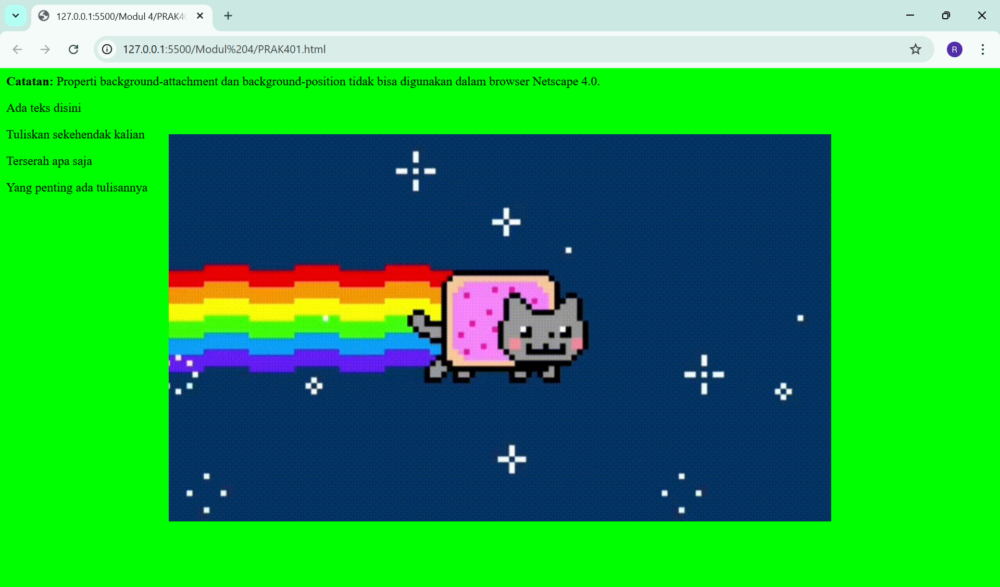 127.0.0.1:5500/Modul 4/PRAK40
127.0.0.1:5500/Modul%204/PRAK401.html
R
Catatan: Properti background-attachment dan background-position tidak bisa digunakan dalam browser Netscape 4.0.
Ada teks disini
Tuliskan sekehendak kalian
Terserah apa saja
Yang penting ada tulisannya